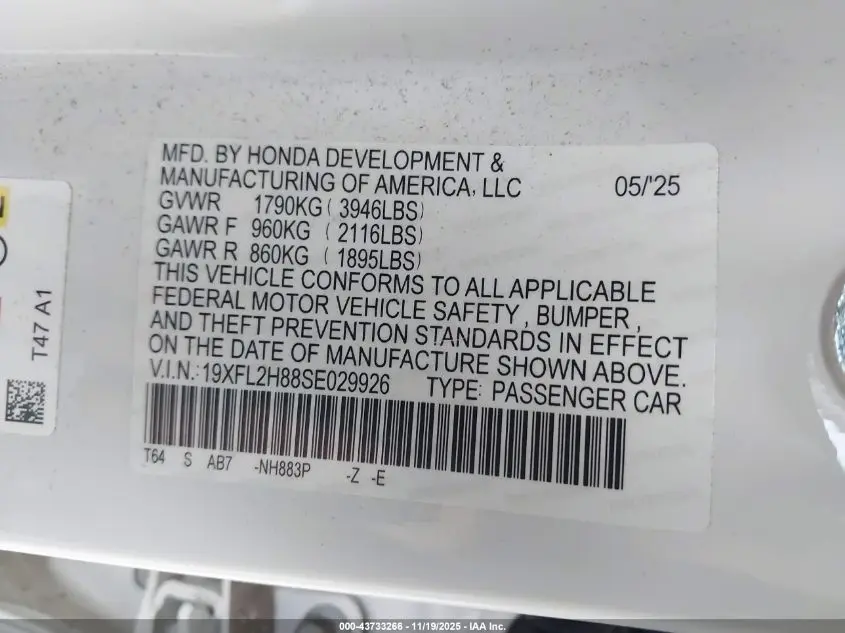 MFD. BY HONDA DEVELOPMENT &
MANUFACTURING OF AMERICA, LLC 05/'25
GVWR 1790KG ( 3946LBS)
GAWR F 960KG ( 2116LBS)
GAWR R 860KG ( 1895LBS)
THIS VEHICLE CONFORMS TO ALL APPLICABLE
FEDERAL MOTOR VEHICLE SAFETY, BUMPER,
AND THEFT PREVENTION STANDARDS IN EFFECT
ON THE DATE OF MANUFACTURE SHOWN ABOVE.
V.I.N.:19XFL2H88SE029926 TYPE: PASSENGER CAR
T64 S AB7 -NH883P -Z -E
T47 A1
000-43733266 - 11/19/2025 - IAA Inc.